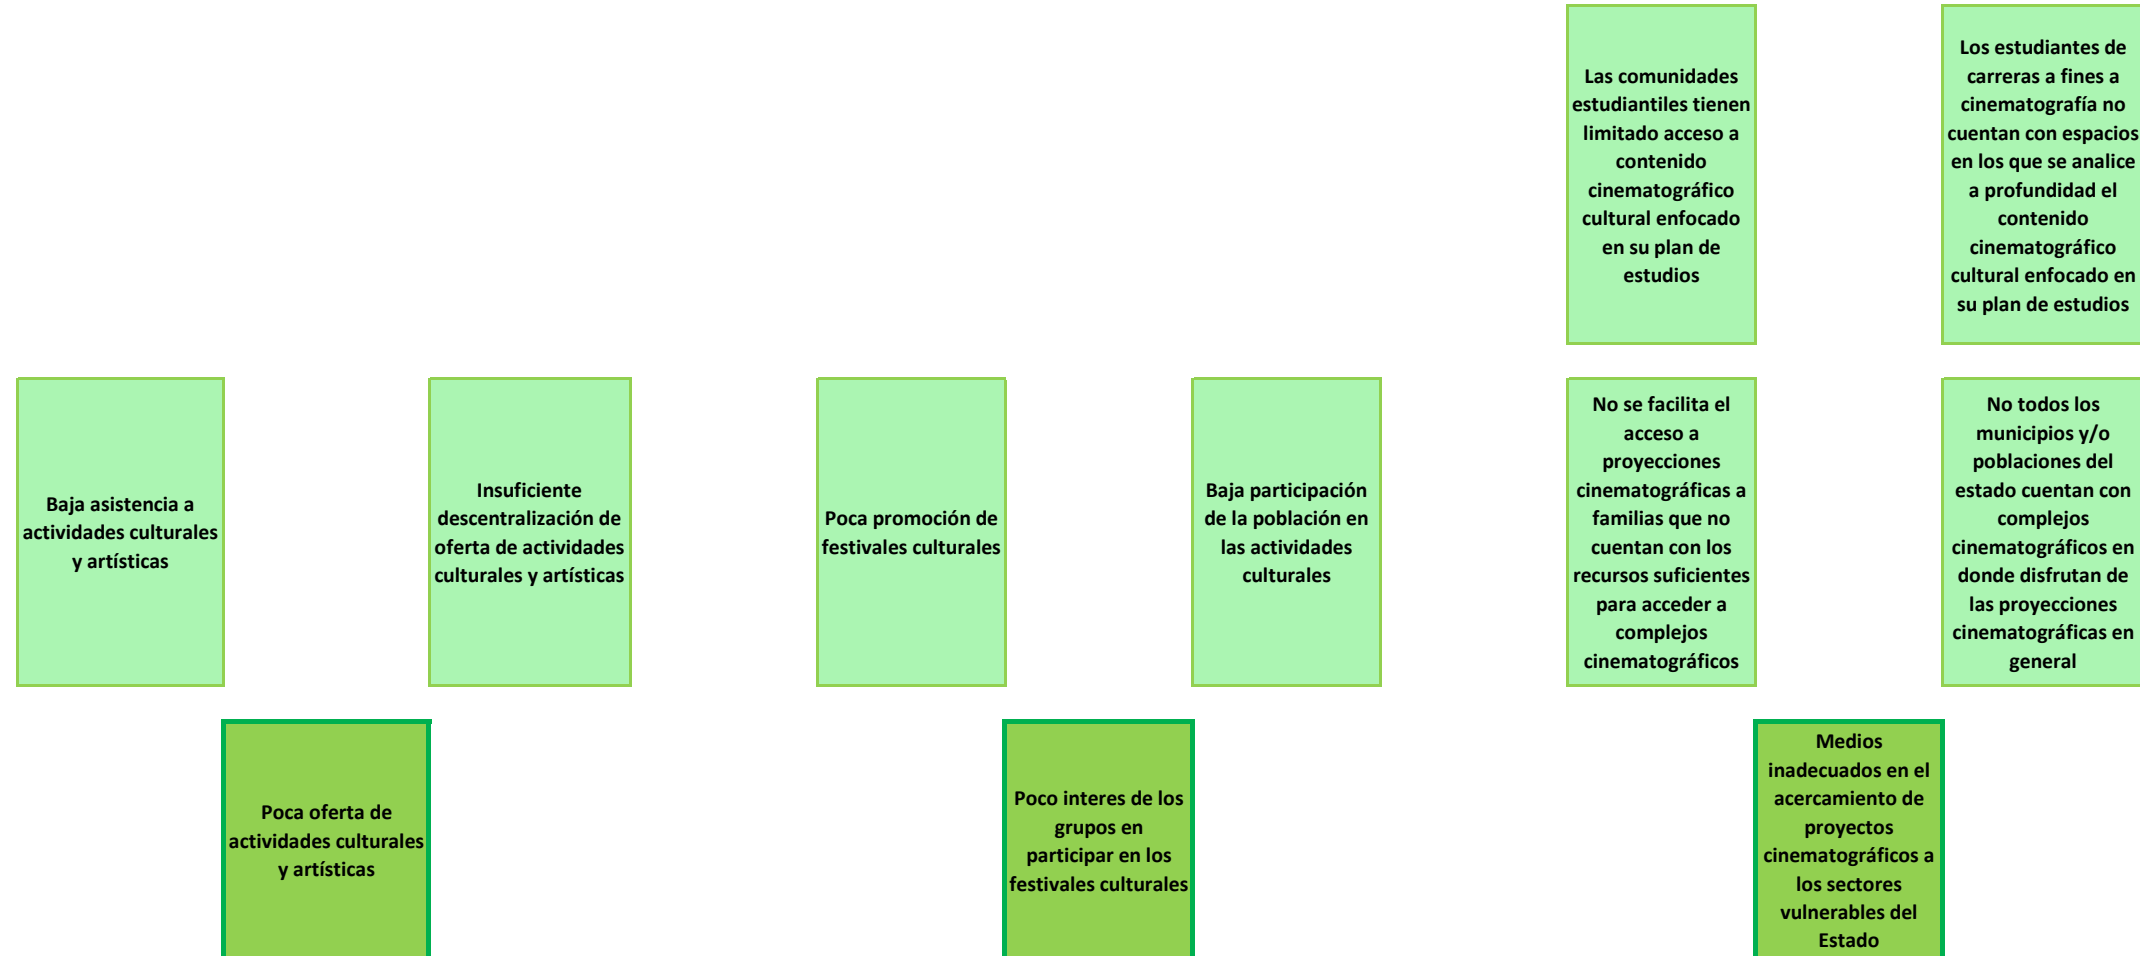 Las comunidades
estudiantiles tienen
limitado acceso a
contenido
cinematográfico
cultural enfocado
en su plan de
estudios
Los estudiantes de
carreras a fines a
cinematografía no
cuentan con espacios
en los que se analice
a profundidad el
contenido
cinematográfico
cultural enfocado en
su plan de estudios
Baja asistencia a
actividades culturales
y artísticas
Insuficiente
descentralización de
oferta de actividades
culturales y artísticas
Poca promoción de
festivales culturales
Baja participación
de la población en
las actividades
culturales
No se facilita el
acceso a
proyecciones
cinematográficas a
familias que no
cuentan con los
recursos suficientes
para acceder a
complejos
cinematográficos
No todos los
municipios y/o
poblaciones del
estado cuentan con
complejos
cinematográficos en
donde disfrutan de
las proyecciones
cinematográficas en
general
Poca oferta de
actividades culturales
y artísticas
Poco interes de los
grupos en
participar en los
festivales culturales
Medios
inadecuados en el
acercamiento de
proyectos
cinematográficos a
los sectores
vulnerables del
Estado